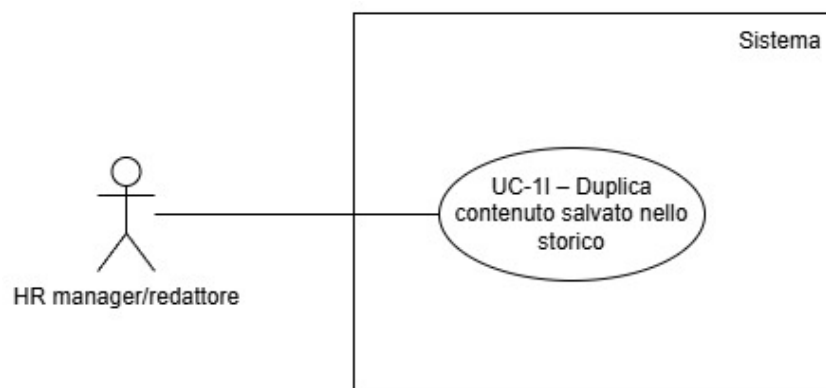 Sistema
UC-1I – Duplica
contenuto salvato nello
storico
HR manager/redattore